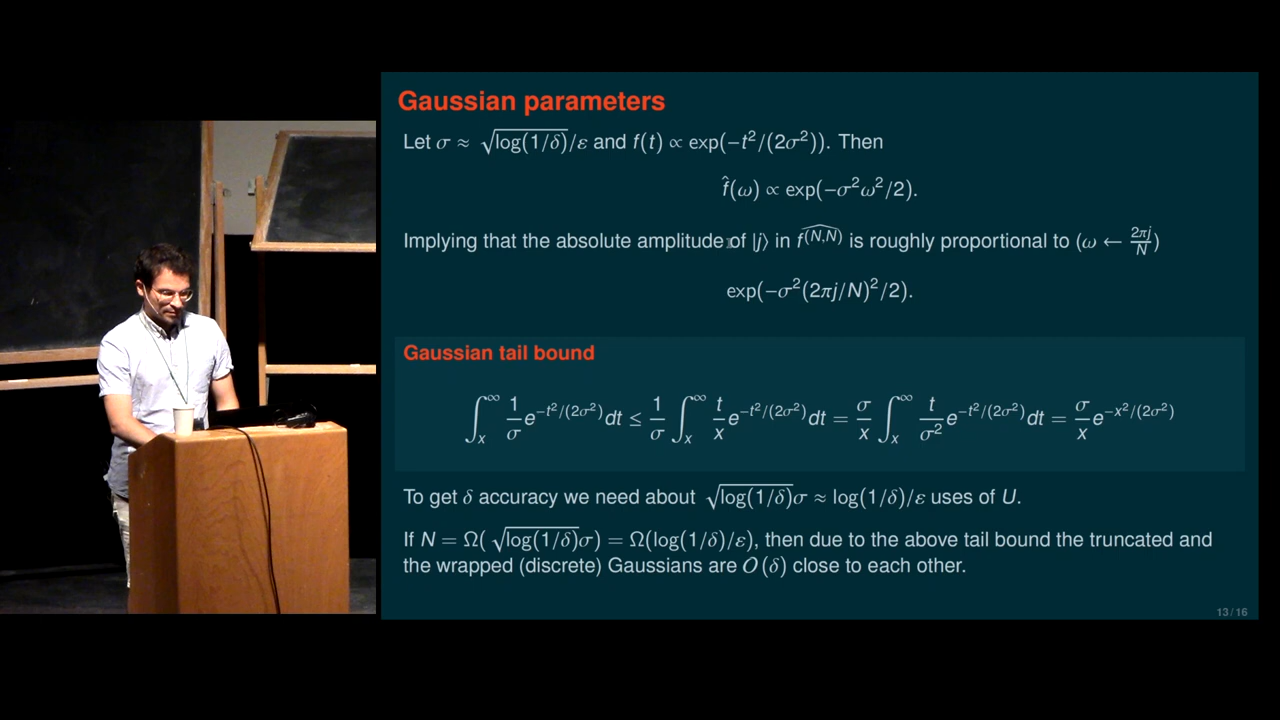 Gaussian parameters
Let σ ≈ √log(1/δ)/ε and f(t) ∝ exp(−t²/(2σ²)). Then
f̂(ω) ∝ exp(−σ²ω²/2).
Implying that the absolute amplitude of |j⟩ in \widehat{f^{(N,N)}} is roughly proportional to (ω ← 2πj/N)
exp(−σ²(2πj/N)²/2).
Gaussian tail bound
∫_x^∞ 1/σ e^{−t²/(2σ²)}dt ≤ 1/σ ∫_x^∞ t/x e^{−t²/(2σ²)}dt = σ/x ∫_x^∞ t/σ² e^{−t²/(2σ²)}dt = σ/x e^{−x²/(2σ²)}
To get δ accuracy we need about √log(1/δ)σ ≈ log(1/δ)/ε uses of U.
If N = Ω(√log(1/δ)σ) = Ω(log(1/δ)/ε), then due to the above tail bound the truncated and
the wrapped (discrete) Gaussians are O(δ) close to each other.
13/16